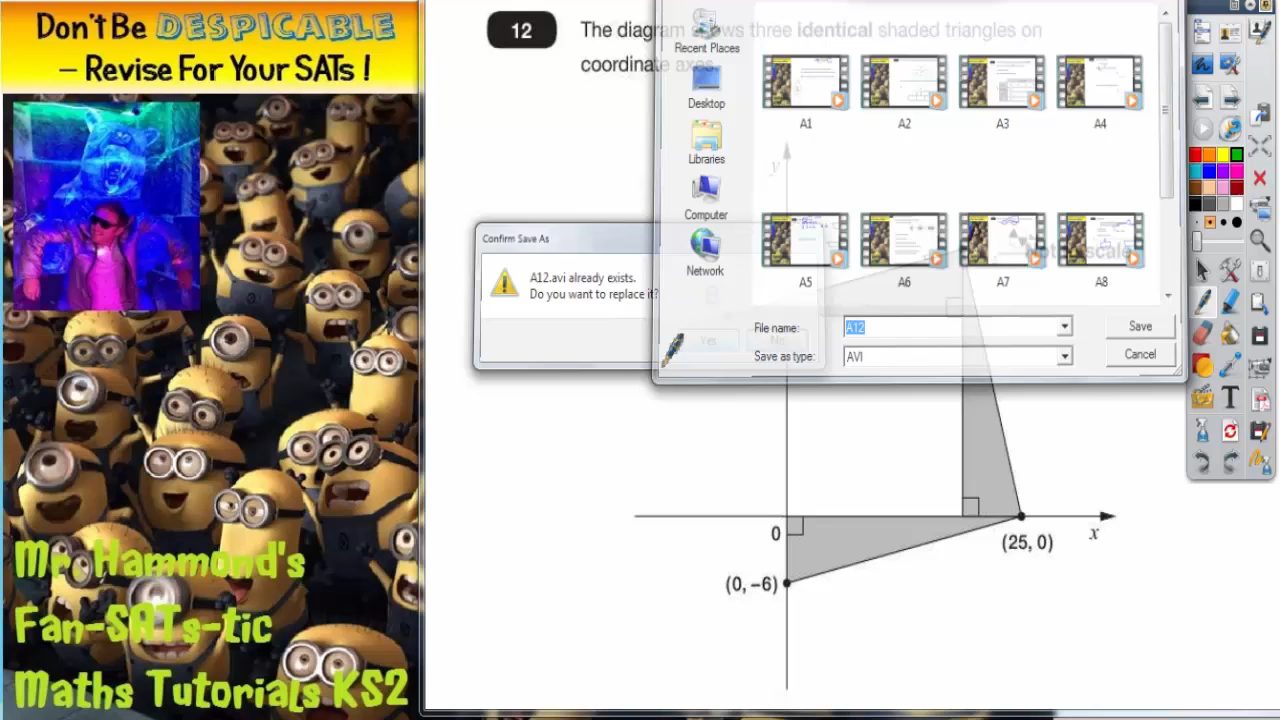 Don't Be DESPICABLE
– Revise For Your SATs !
Mr. Hammond's
Fan-SATs-tic
Maths Tutorials KS2
12
The diagram shows three identical shaded triangles on
coordinate axes.
y
0
(25, 0)
x
(0, −6)
Confirm Save As
A12.avi already exists.
Do you want to replace it?
Yes
No
Recent Places
Desktop
Libraries
Computer
Network
A1
A2
A3
A4
A5
A6
A7
A8
File name:
A12
Save
Save as type:
AVI
Cancel
scale
T